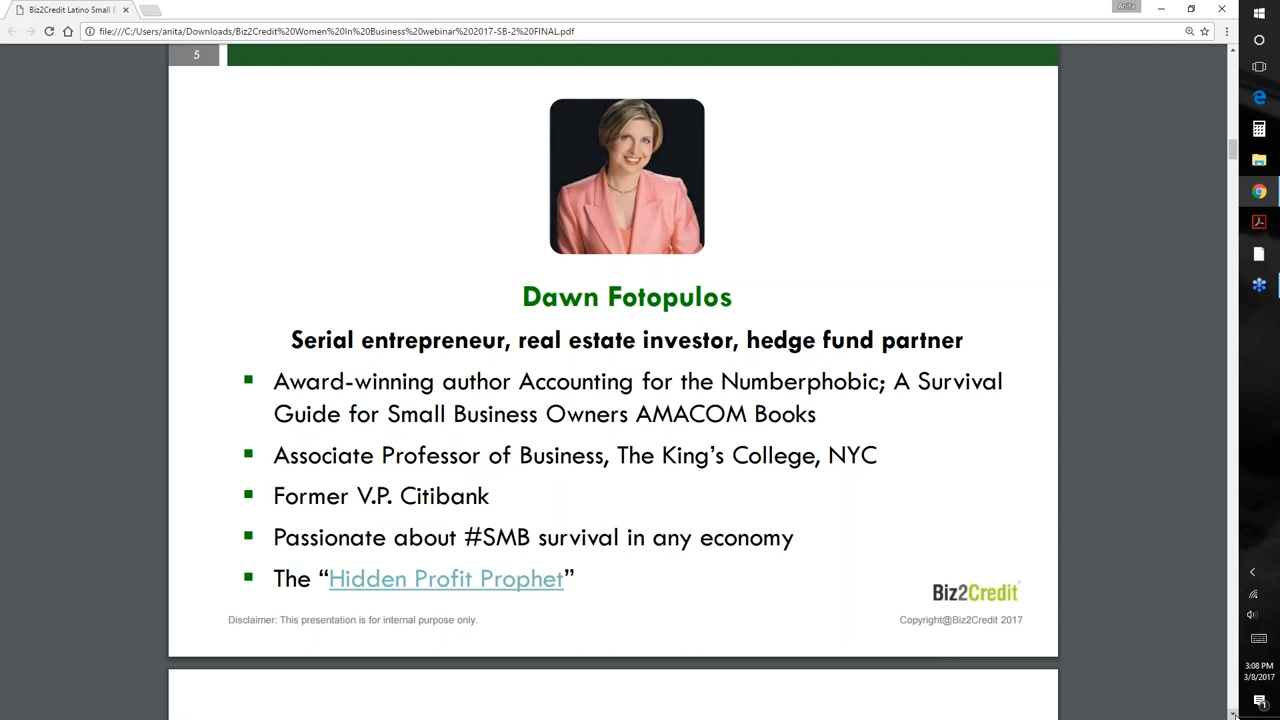 Biz2Credit Latino Small B
Anita
file:///C:/Users/anita/Downloads/Biz2Credit%20Women%20In%20Business%20webinar%202017-SB-2%20FINAL.pdf
5
Dawn Fotopulos
Serial entrepreneur, real estate investor, hedge fund partner
Award-winning author Accounting for the Numberphobic; A Survival
Guide for Small Business Owners AMACOM Books
Associate Professor of Business, The King’s College, NYC
Former V.P. Citibank
Passionate about #SMB survival in any economy
The “Hidden Profit Prophet”
Biz2Credit
Disclaimer: This presentation is for internal purpose only.
Copyright@Biz2Credit 2017
3:08 PM
3/8/2017
1